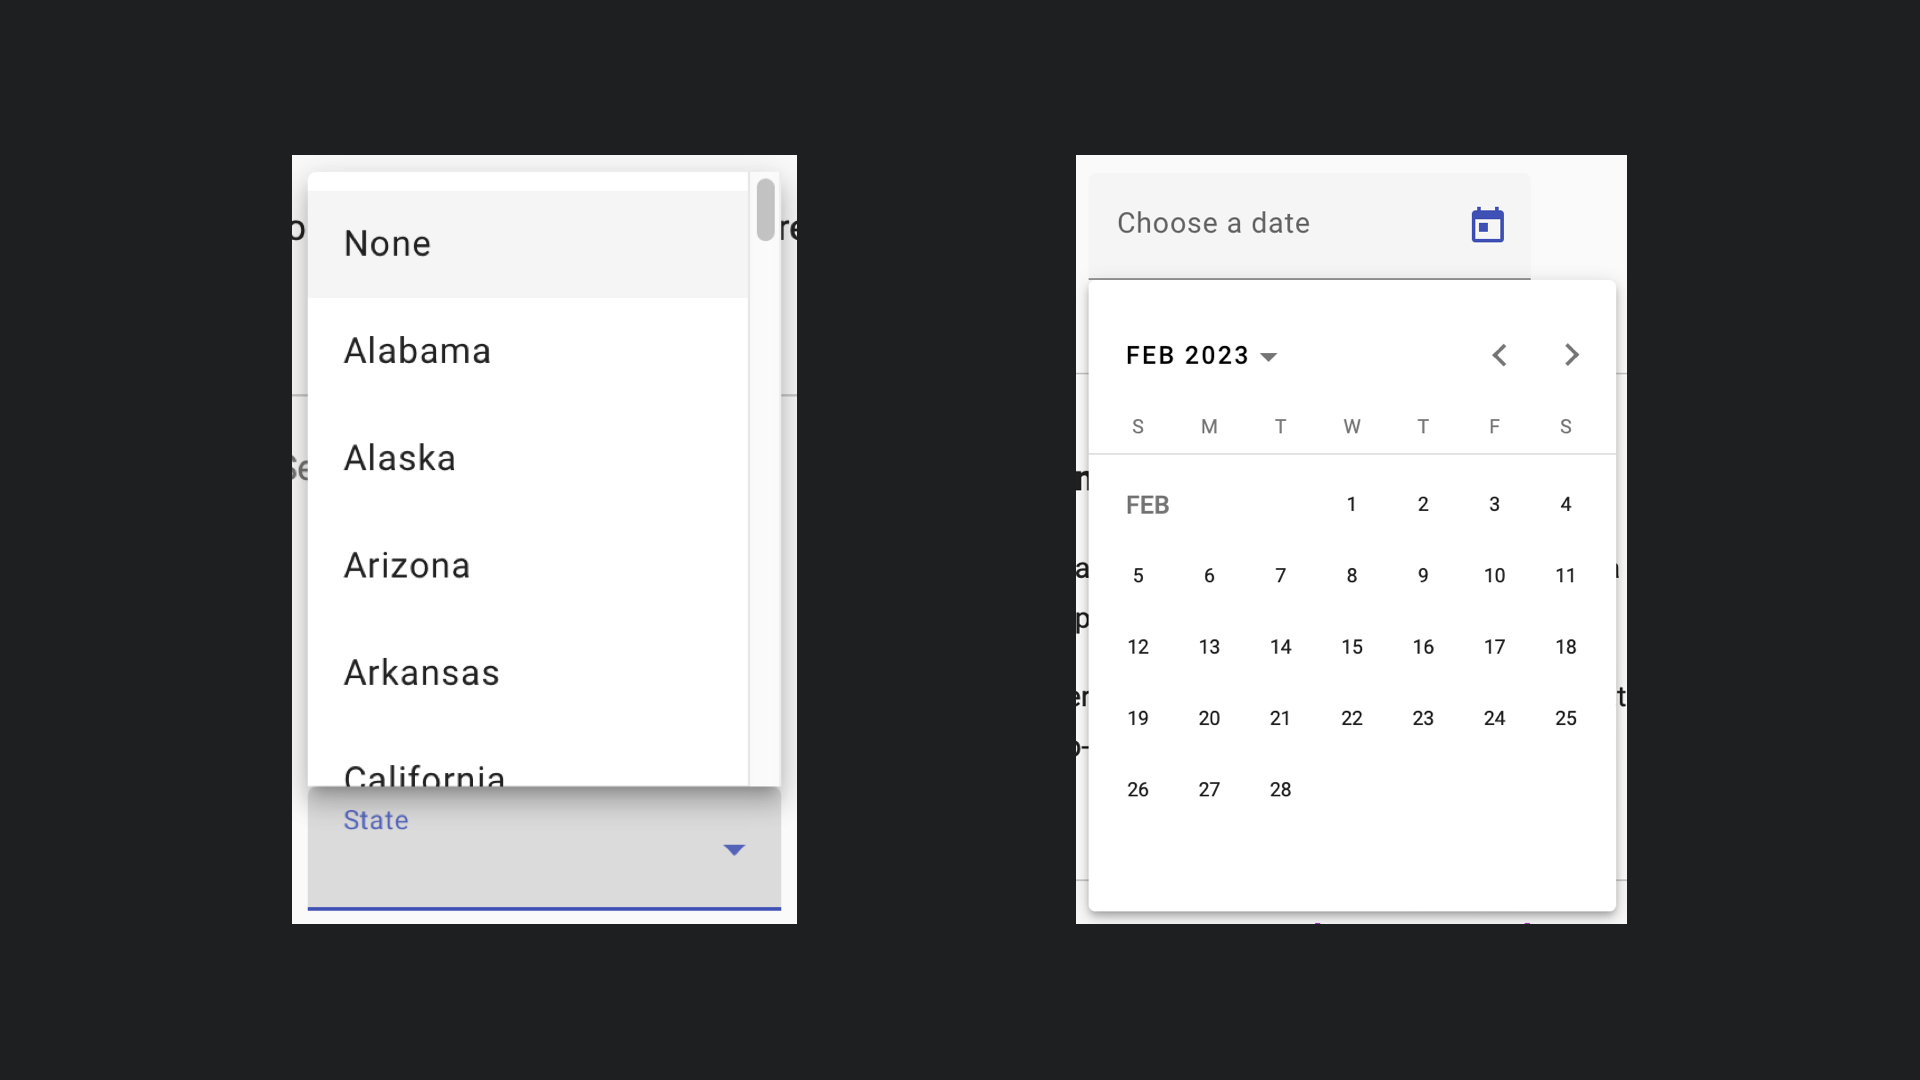 None
Alabama
Alaska
Arizona
Arkansas
California
State
Choose a date
FEB 2023
S M T W T F S
FEB 1 2 3 4
5 6 7 8 9 10 11
12 13 14 15 16 17 18
19 20 21 22 23 24 25
26 27 28